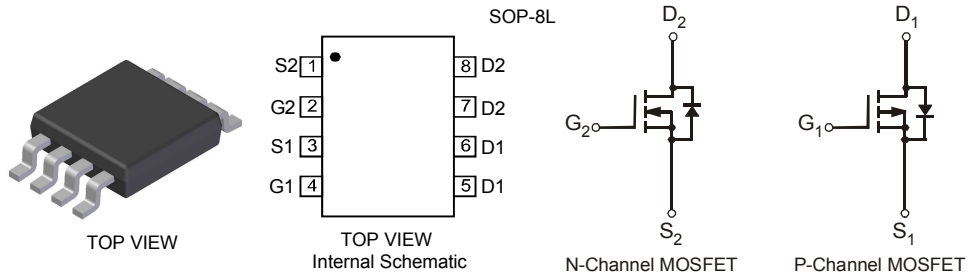 SOP-8L
TOP VIEW
S2 1 8 D2
G2 2 7 D2
S1 3 6 D1
G1 4 5 D1
TOP VIEW
Internal Schematic
D2
G2
S2
N-Channel MOSFET
D1
G1
S1
P-Channel MOSFET